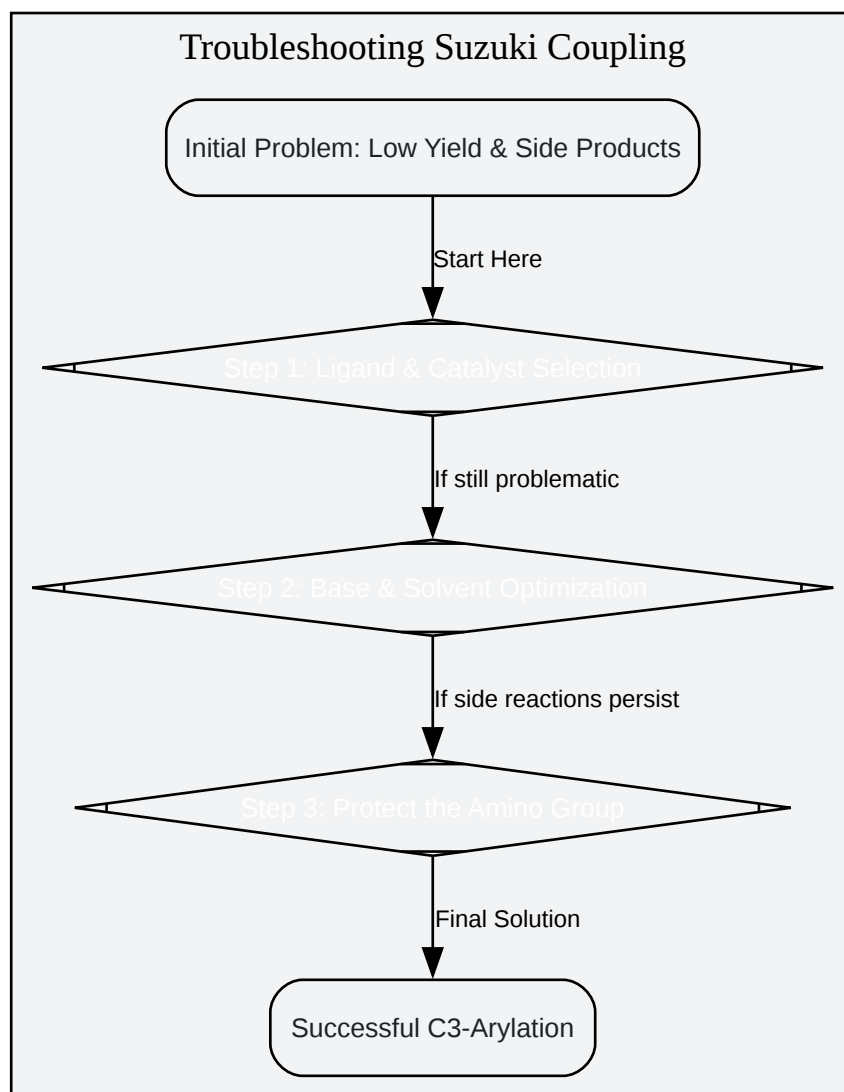 Troubleshooting Suzuki Coupling
Initial Problem: Low Yield & Side Products
Start Here
Step 1: Ligand & Catalyst Selection
If still problematic
Step 2: Base & Solvent Optimization
If side reactions persist
Step 3: Protect the Amino Group
Final Solution
Successful C3-Arylation